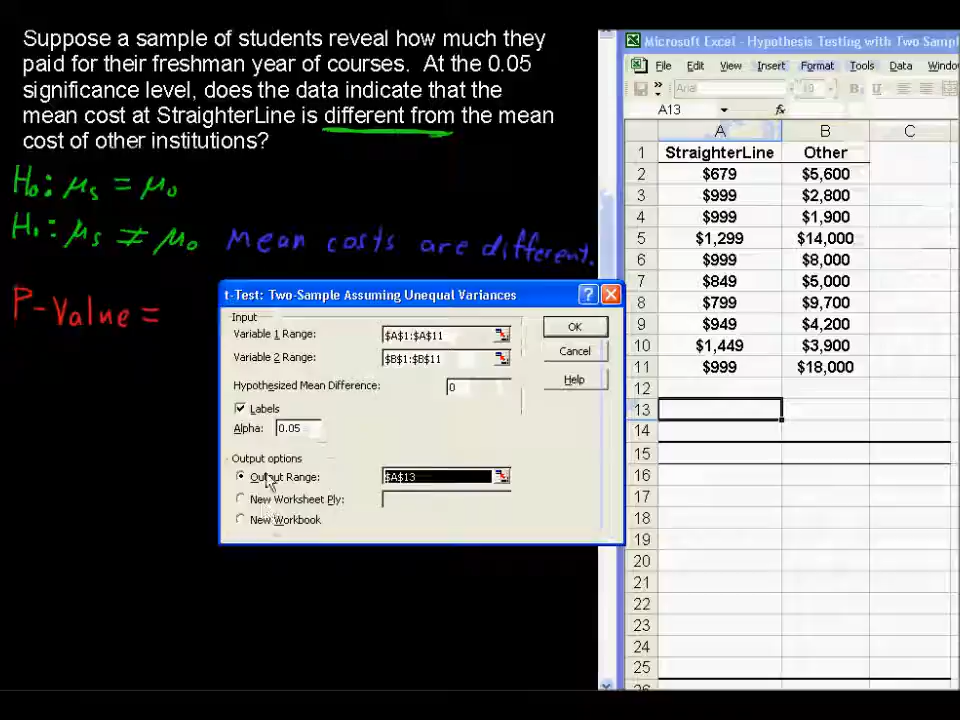 Suppose a sample of students reveal how much they
paid for their freshman year of courses. At the 0.05
significance level, does the data indicate that the
mean cost at StraighterLine is different from the mean
cost of other institutions?
H₀: μₛ = μ₀
H₁: μₛ ≠ μ₀ Mean costs are different.
P-Value =
t-Test: Two-Sample Assuming Unequal Variances
Input
Variable 1 Range: $A$1:$A$11 OK
Variable 2 Range: $B$1:$B$11 Cancel
Hypothesized Mean Difference: 0 Help
Labels
Alpha: 0.05
Output options
Output Range: $A$13
New Worksheet Ply:
New Workbook
Microsoft Excel - Hypothesis Testing with Two Sampl
File Edit View Insert Format Tools Data Windo
Arial 10 B U
A13 fx
A B C
1 StraighterLine Other
2 $679 $5,600
3 $999 $2,800
4 $999 $1,900
5 $1,299 $14,000
6 $999 $8,000
7 $849 $5,000
8 $799 $9,700
9 $949 $4,200
10 $1,449 $3,900
11 $999 $18,000
12
13
14
15
16
17
18
19
20
21
22
23
24
25
26